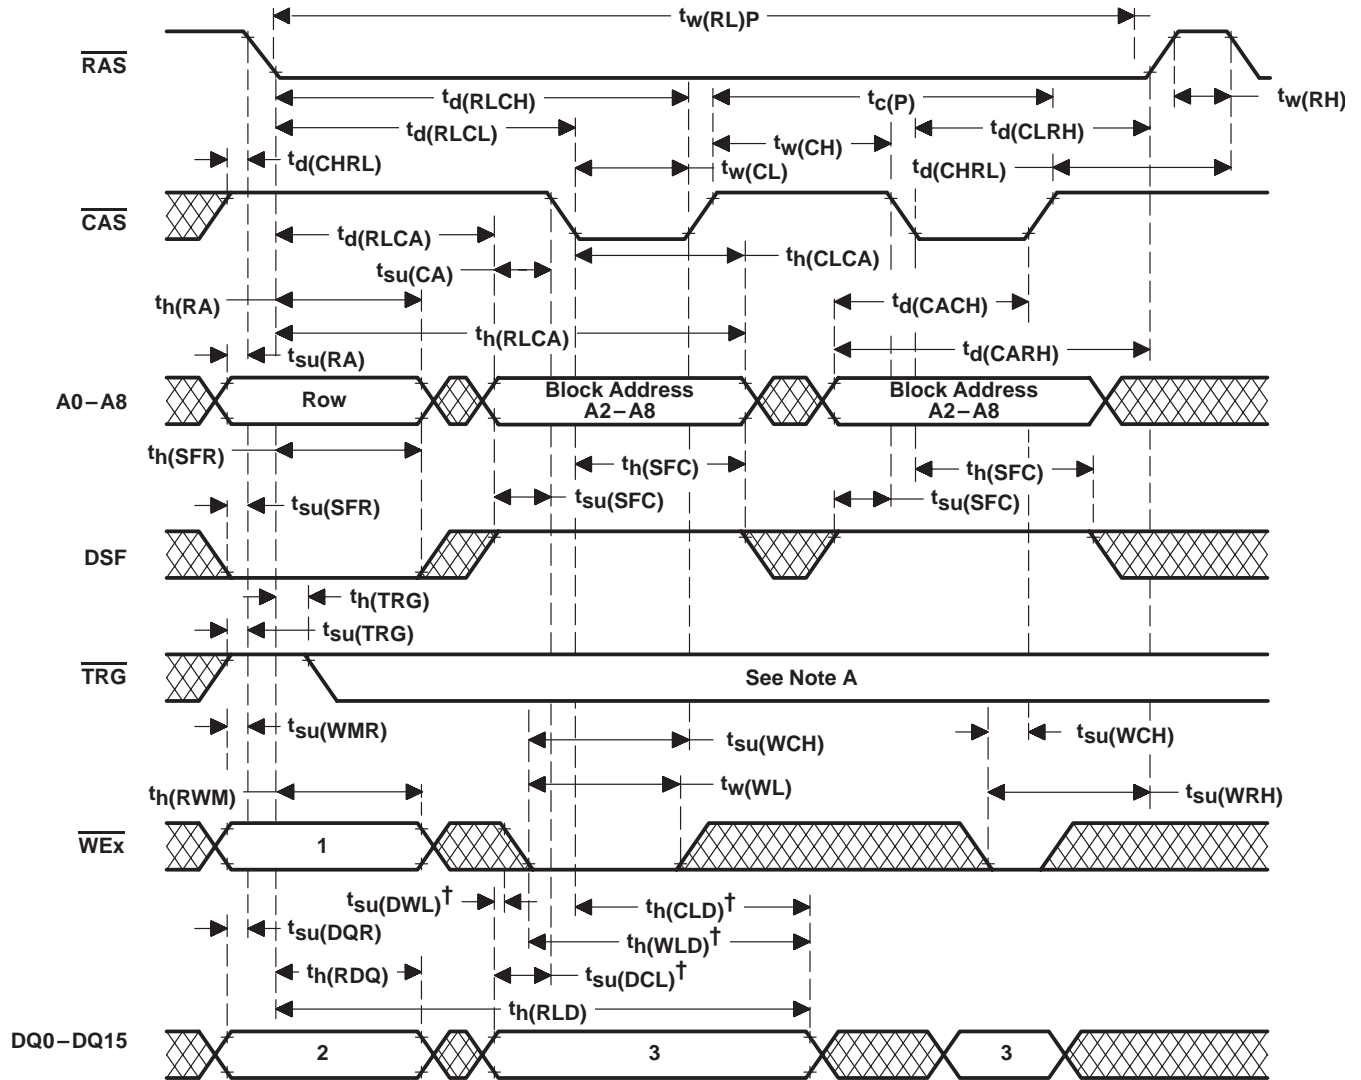 tw(RL)P
RAS
td(RLCH)
tc(P)
tw(RH)
td(RLCL)
td(CLRH)
tw(CH)
td(CHRL)
tw(CL)
td(CHRL)
CAS
td(RLCA)
th(CLCA)
tsu(CA)
th(RA)
td(CACH)
th(RLCA)
tsu(RA)
td(CARH)
A0–A8
Row
Block Address
A2–A8
Block Address
A2–A8
th(SFR)
th(SFC)
th(SFC)
tsu(SFR)
tsu(SFC)
tsu(SFC)
DSF
th(TRG)
tsu(TRG)
TRG
See Note A
tsu(WMR)
tsu(WCH)
tsu(WCH)
th(RWM)
tw(WL)
tsu(WRH)
WEx
1
tsu(DWL)†
th(CLD)†
tsu(DQR)
th(WLD)†
th(RDQ)
tsu(DCL)†
th(RLD)
DQ0–DQ15
2
3
3